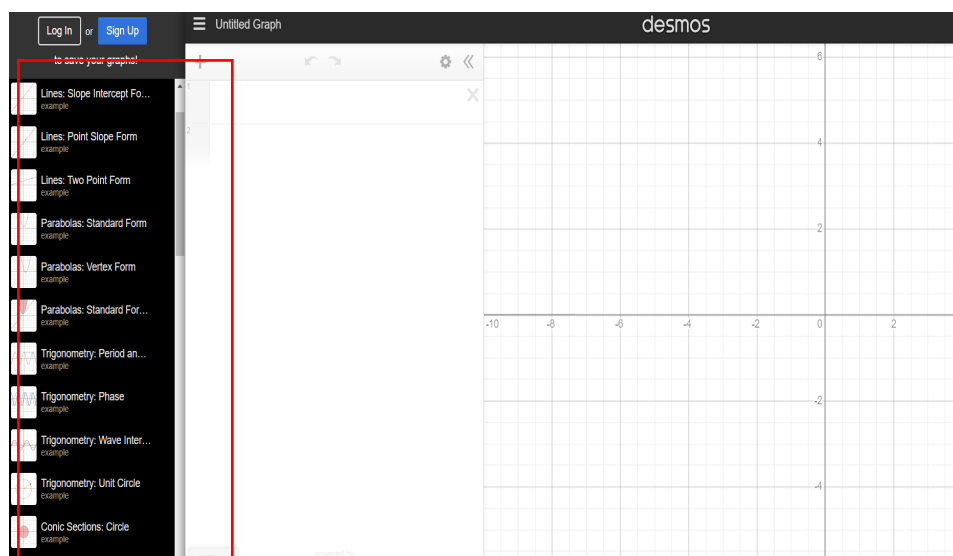 Log In or Sign Up
to save your graphs!
Untitled Graph
desmos
Lines: Slope Intercept Fo...
example
Lines: Point Slope Form
example
Lines: Two Point Form
example
Parabolas: Standard Form
example
Parabolas: Vertex Form
example
Parabolas: Standard For...
example
Trigonometry: Period an...
example
Trigonometry: Phase
example
Trigonometry: Wave Inter...
example
Trigonometry: Unit Circle
example
Conic Sections: Circle
example
1
2
powered by
6
4
2
-10 -8 -6 -4 -2 0 2
-2
-4